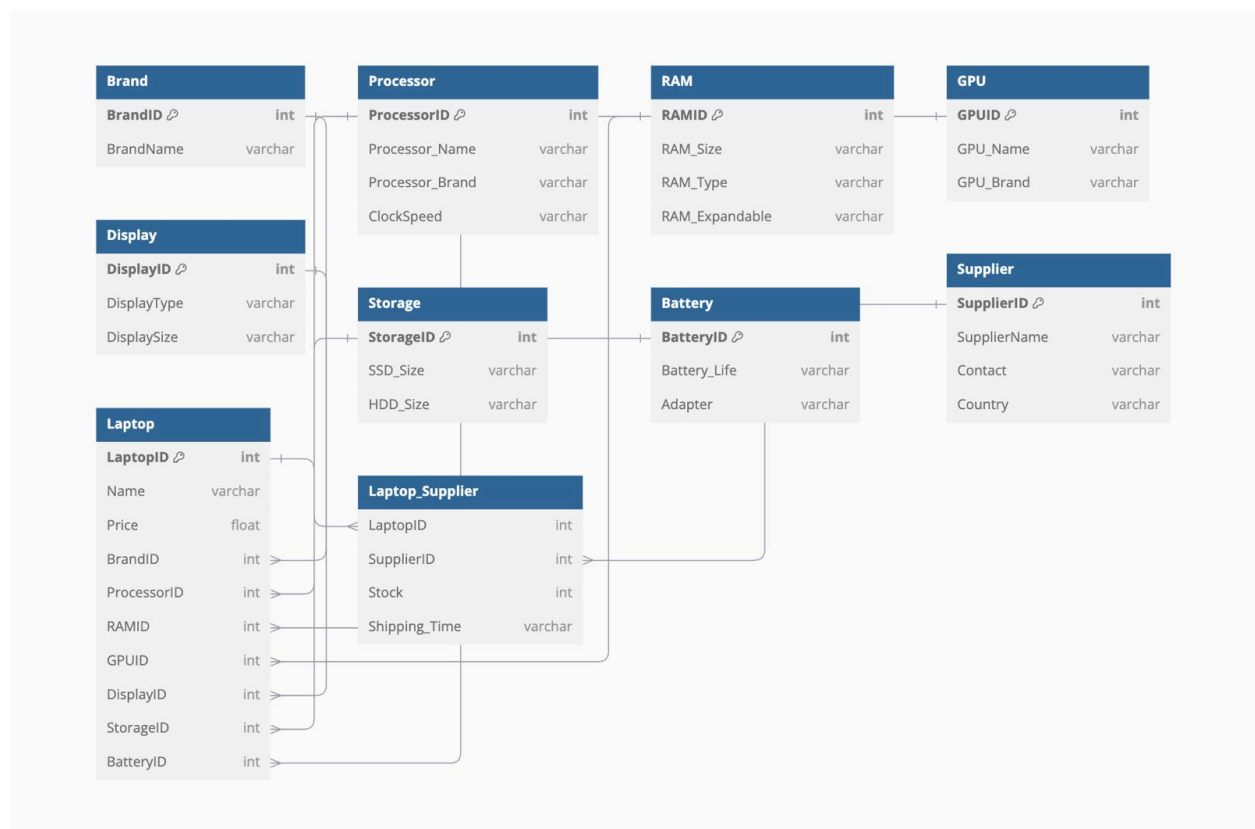 Brand
BrandID int
BrandName varchar
Processor
ProcessorID int
Processor_Name varchar
Processor_Brand varchar
ClockSpeed varchar
RAM
RAMID int
RAM_Size varchar
RAM_Type varchar
RAM_Expandable varchar
GPU
GPUID int
GPU_Name varchar
GPU_Brand varchar
Display
DisplayID int
DisplayType varchar
DisplaySize varchar
Storage
StorageID int
SSD_Size varchar
HDD_Size varchar
Battery
BatteryID int
Battery_Life varchar
Adapter varchar
Supplier
SupplierID int
SupplierName varchar
Contact varchar
Country varchar
Laptop
LaptopID int
Name varchar
Price float
BrandID int
ProcessorID int
RAMID int
GPUID int
DisplayID int
StorageID int
BatteryID int
Laptop_Supplier
LaptopID int
SupplierID int
Stock int
Shipping_Time varchar